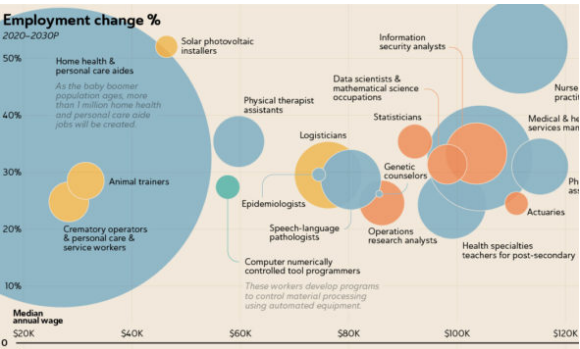 Employment change %
2020–2030P
Solar photovoltaic
installers
Information
security analysts
50%
Home health &
personal care aides
As the baby boomer
population ages, more
than 1 million home health
and personal care aide
jobs will be created.
Data scientists &
mathematical science
occupations
Nurse
practit
Physical therapist
assistants
40%
Statisticians
Medical & he
services man
Logisticians
30%
Animal trainers
Genetic
counselors
Ph
ass
Epidemiologists
Actuaries
20%
Crematory operators
& personal care &
service workers
Speech-language
pathologists
Operations
research analysts
Health specialties
teachers for post-secondary
Computer numerically
controlled tool programmers
These workers develop programs
to control material processing
using automated equipment.
10%
Median
annual wage
$20K $40K $60K $80K $100K $120K
0